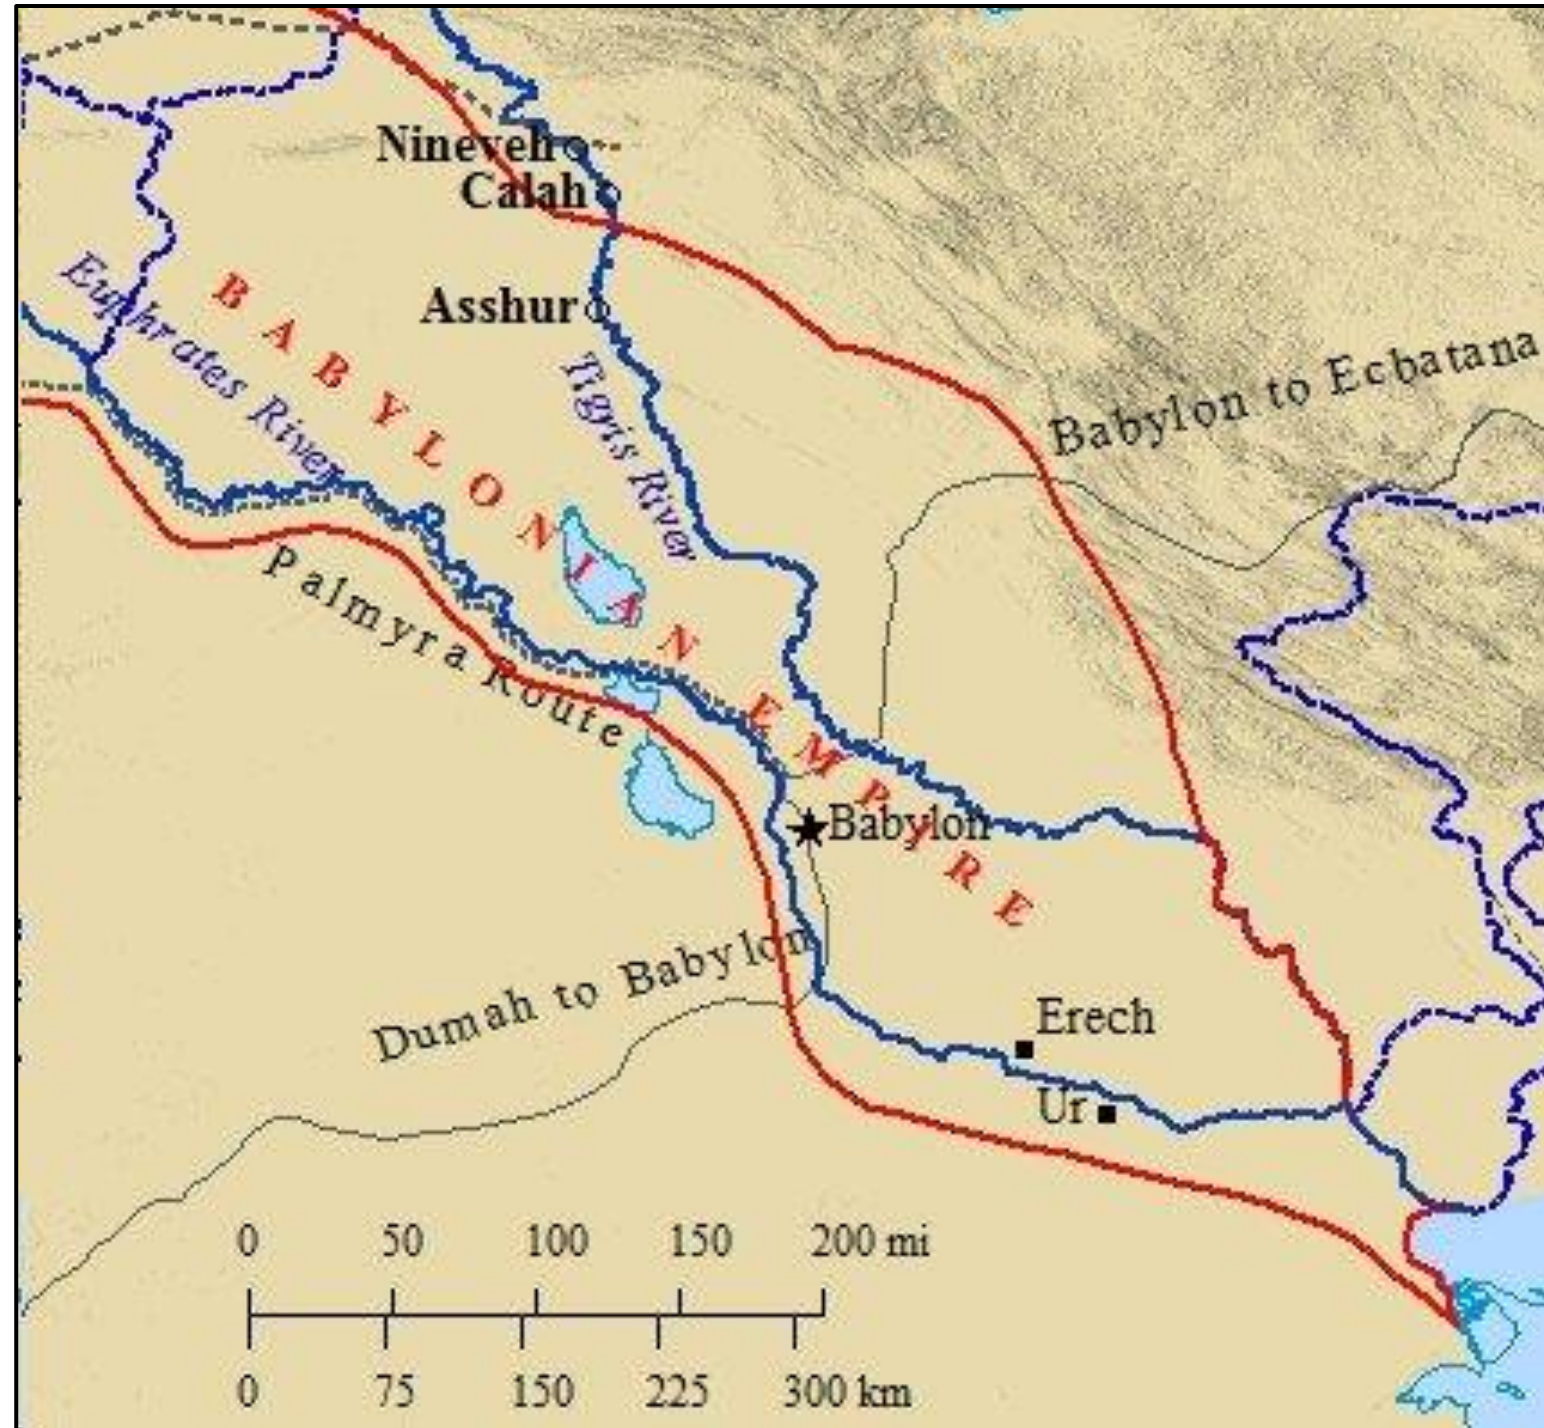 Nineveh
Calah
Euphrates River
BABYLONIAN EMPIRE
Asshur
Tigris River
Babylon to Ecbatana
Palmyra Route
Babylon
Dumah to Babylon
Erech
Ur
0 50 100 150 200 mi
0 75 150 225 300 km